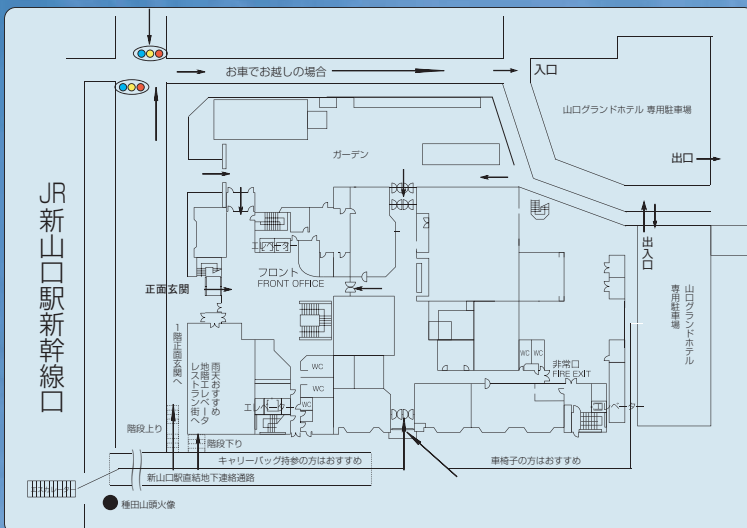 お車でお越しの場合
入口
山口グランドホテル 専用駐車場
出口
ガーデン
JR新山口駅新幹線口
エレベータ
フロント
FRONT OFFICE
正面玄関
出入口
山口グランドホテル
専用駐車場
1階正面玄関へ
雨天おすすめ
地階エレベータ
レストラン街へ
WC
WC
WC
エレベーター
WC
WC
非常口
FIRE EXIT
エレベーター
階段上り
階段下り
キャリーバッグ持参の方はおすすめ
車椅子の方はおすすめ
新山口駅直結地下連絡通路
エスカレーター
種田山頭火像